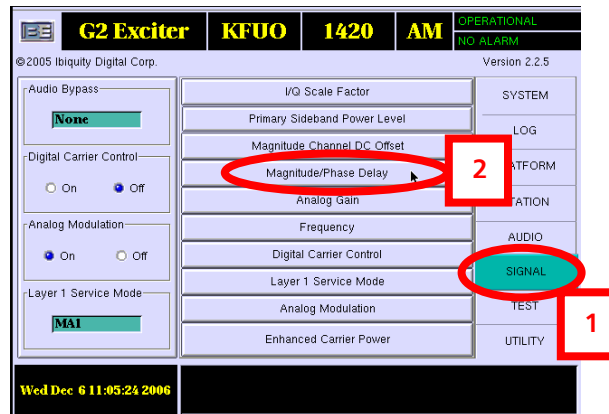 G2 Exciter
KFUO
1420
AM
OPERATIONAL
NO ALARM
©2005 Ibiquity Digital Corp.
Version 2.2.5
Audio Bypass
None
Digital Carrier Control
On
Off
Analog Modulation
On
Off
Layer 1 Service Mode
MA1
I/Q Scale Factor
Primary Sideband Power Level
Magnitude Channel DC Offset
Magnitude/Phase Delay
Analog Gain
Frequency
Digital Carrier Control
Layer 1 Service Mode
Analog Modulation
Enhanced Carrier Power
2
SYSTEM
LOG
ATFORM
TATION
AUDIO
SIGNAL
TEST
UTILITY
1
Wed Dec 6 11:05:24 2006